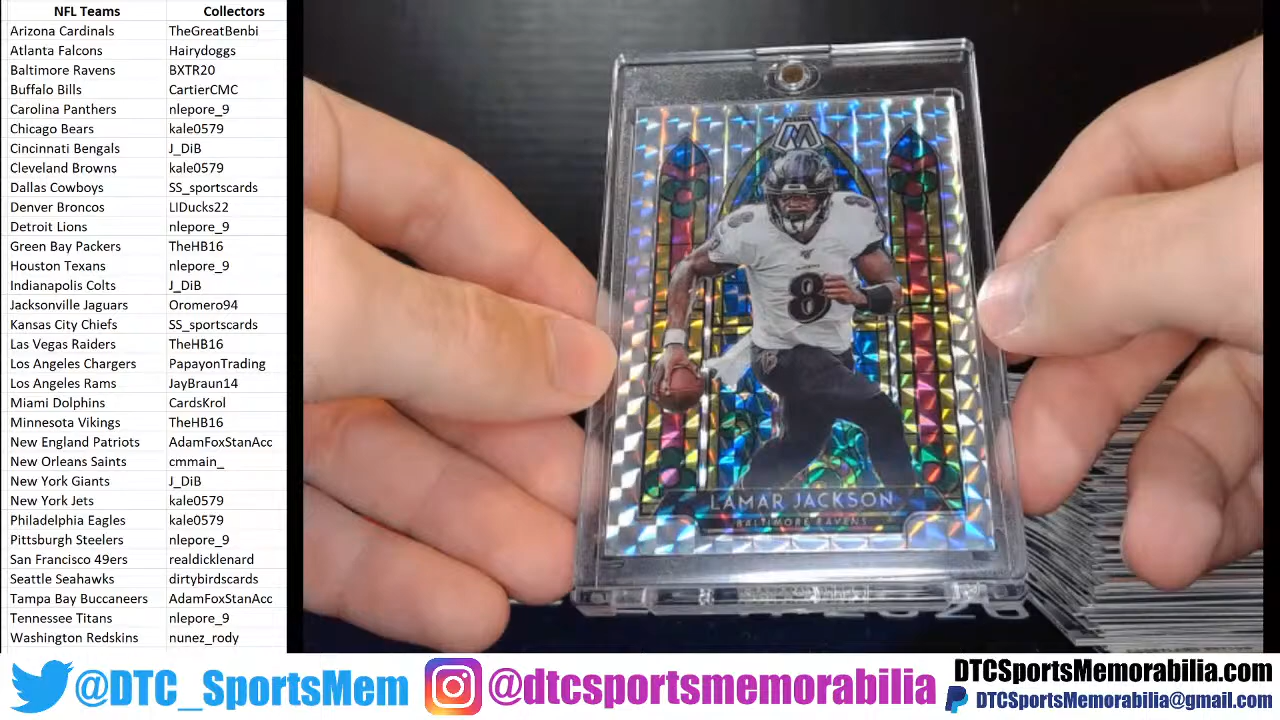 NFL Teams Collectors
Arizona Cardinals TheGreatBenbi
Atlanta Falcons Hairydoggs
Baltimore Ravens BXTR20
Buffalo Bills CartierCMC
Carolina Panthers nlepore_9
Chicago Bears kale0579
Cincinnati Bengals J_DiB
Cleveland Browns kale0579
Dallas Cowboys SS_sportscards
Denver Broncos LIDucks22
Detroit Lions nlepore_9
Green Bay Packers TheHB16
Houston Texans nlepore_9
Indianapolis Colts J_DiB
Jacksonville Jaguars Oromero94
Kansas City Chiefs SS_sportscards
Las Vegas Raiders TheHB16
Los Angeles Chargers PapayonTrading
Los Angeles Rams JayBraun14
Miami Dolphins CardsKrol
Minnesota Vikings TheHB16
New England Patriots AdamFoxStanAcc
New Orleans Saints cmmain_
New York Giants J_DiB
New York Jets kale0579
Philadelphia Eagles kale0579
Pittsburgh Steelers nlepore_9
San Francisco 49ers realdicklenard
Seattle Seahawks dirtybirdscards
Tampa Bay Buccaneers AdamFoxStanAcc
Tennessee Titans nlepore_9
Washington Redskins nunez_rody
8
LAMAR JACKSON
BALTIMORE RAVENS
@DTC_SportsMem
@dtcsportsmemorabilia
DTCSportsMemorabilia.com
DTCSportsMemorabilia@gmail.com